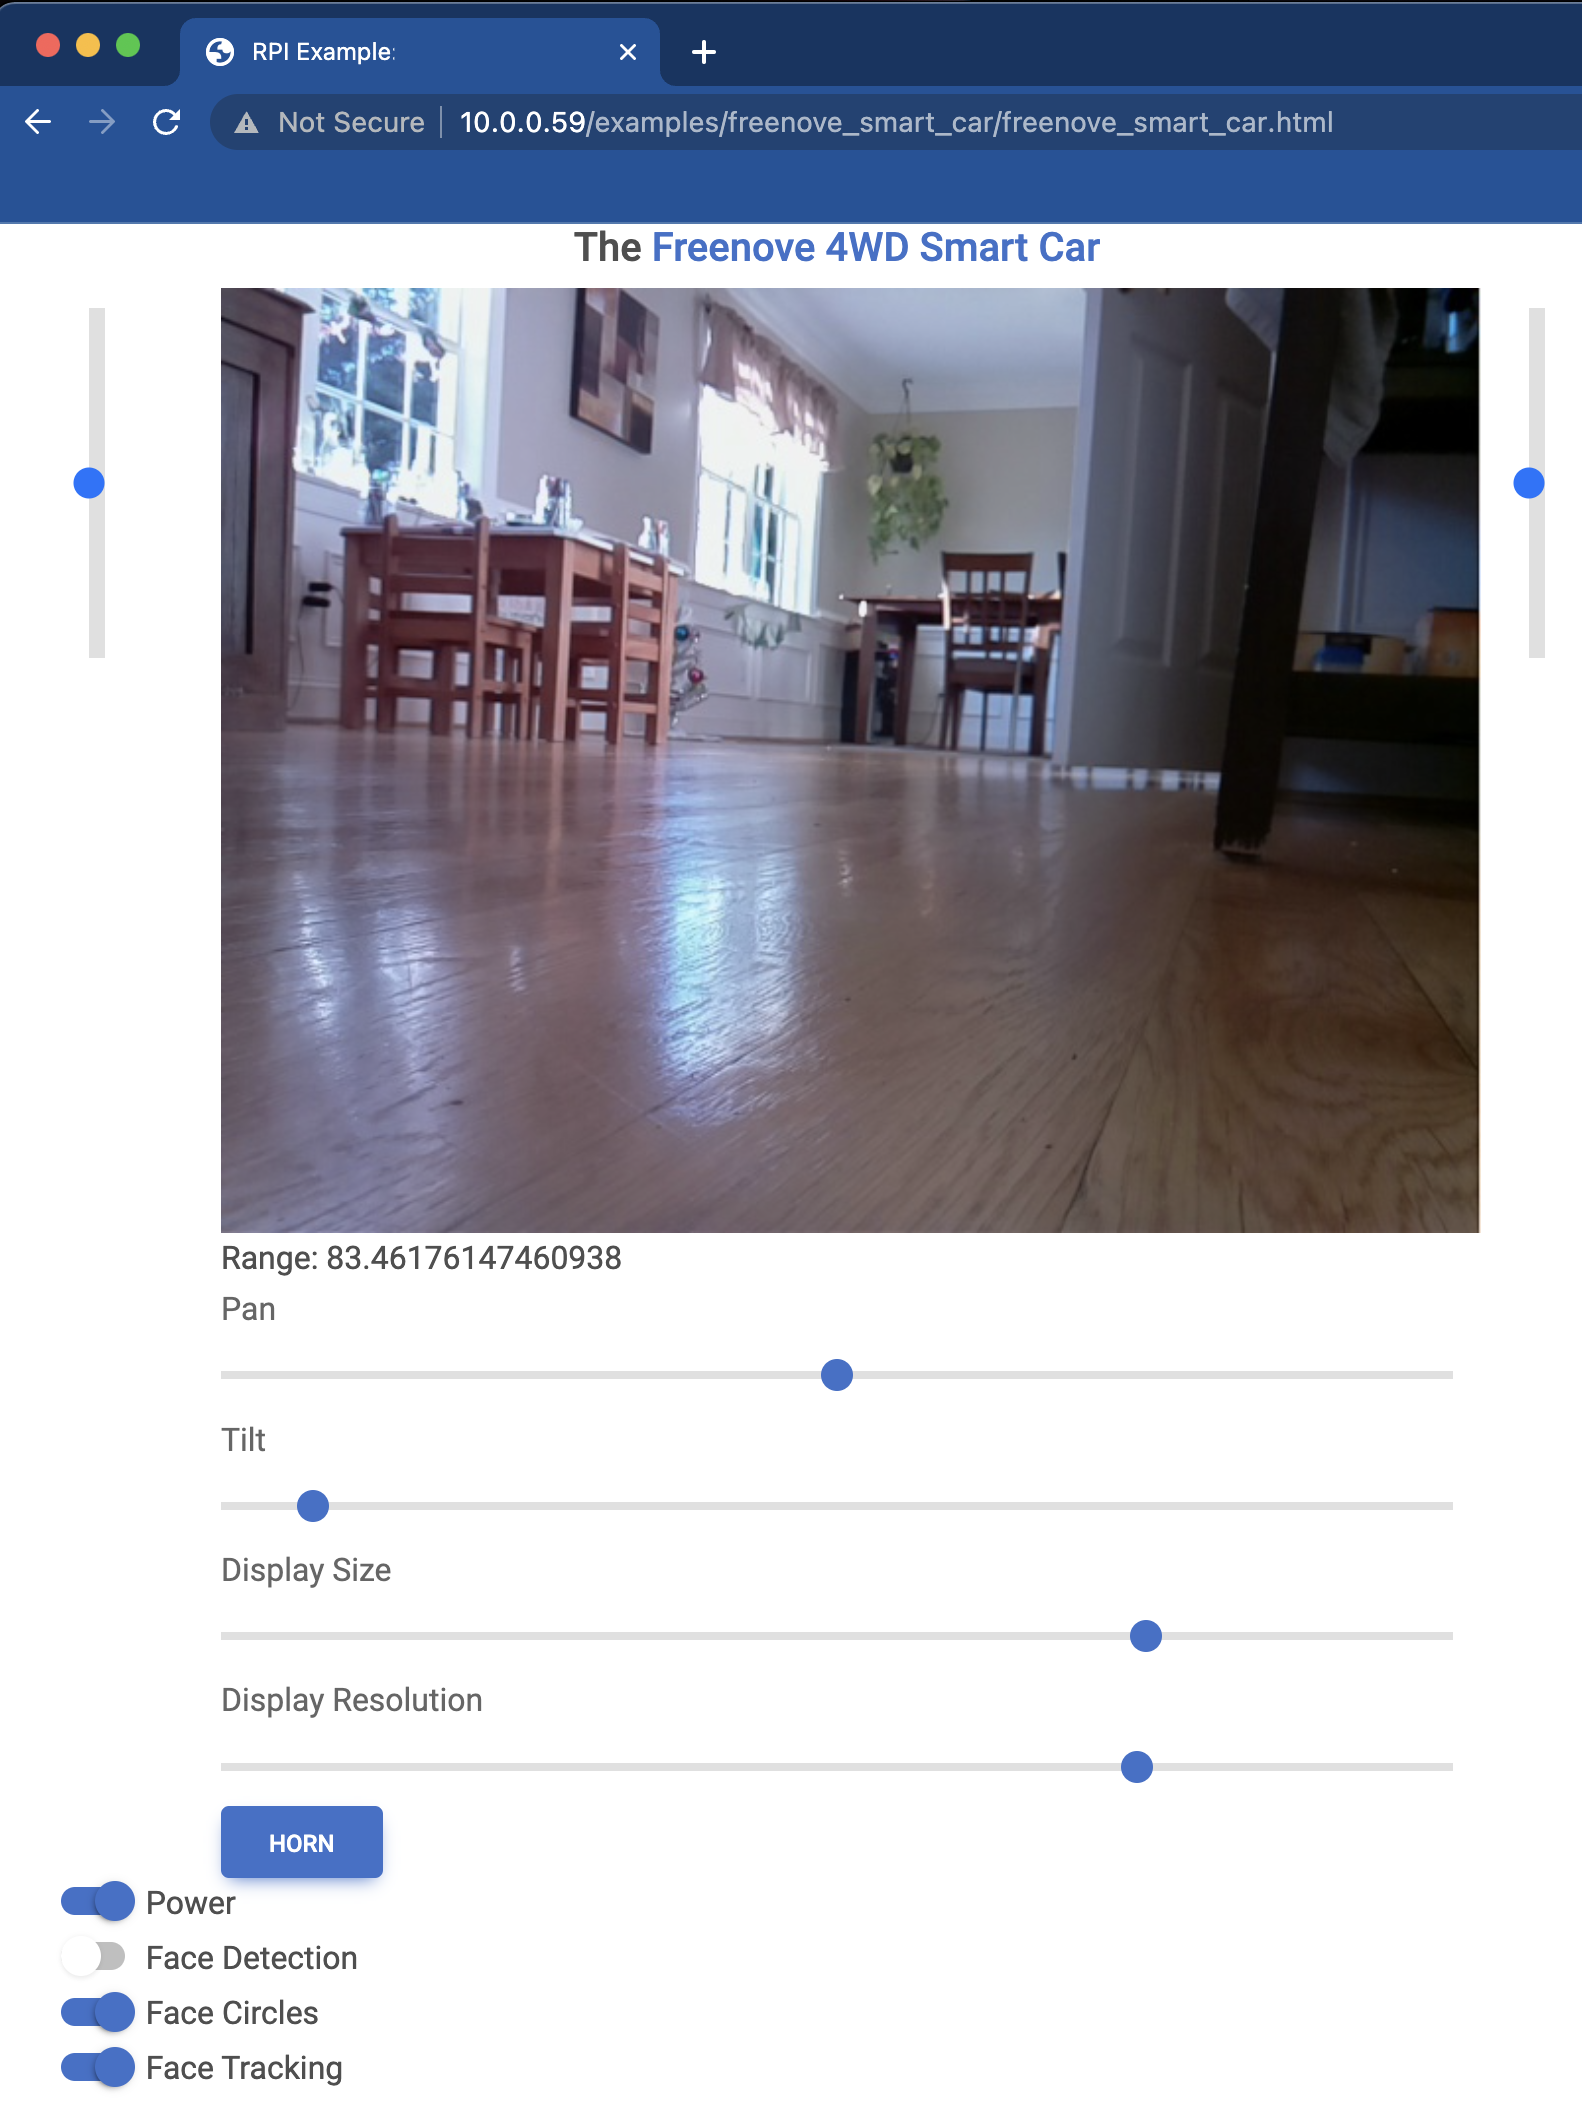 RPI Example:
Not Secure 10.0.0.59/examples/freenove_smart_car/freenove_smart_car.html
The Freenove 4WD Smart Car
Range: 83.46176147460938
Pan
Tilt
Display Size
Display Resolution
HORN
Power
Face Detection
Face Circles
Face Tracking